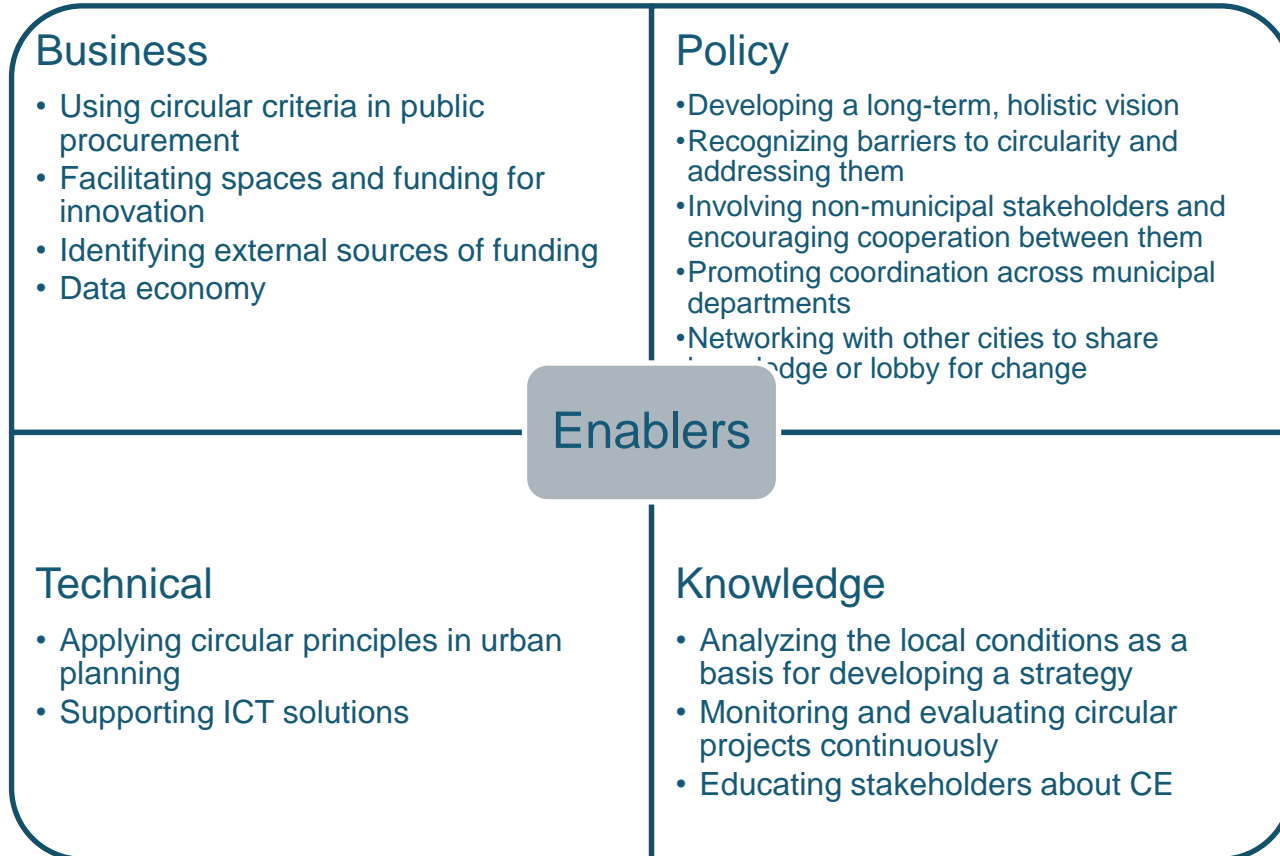 Business
• Using circular criteria in public
procurement
• Facilitating spaces and funding for
innovation
• Identifying external sources of funding
• Data economy
Policy
•Developing a long-term, holistic vision
•Recognizing barriers to circularity and
addressing them
•Involving non-municipal stakeholders and
encouraging cooperation between them
•Promoting coordination across municipal
departments
•Networking with other cities to share
knowledge or lobby for change
Enablers
Technical
• Applying circular principles in urban
planning
• Supporting ICT solutions
Knowledge
• Analyzing the local conditions as a
basis for developing a strategy
• Monitoring and evaluating circular
projects continuously
• Educating stakeholders about CE